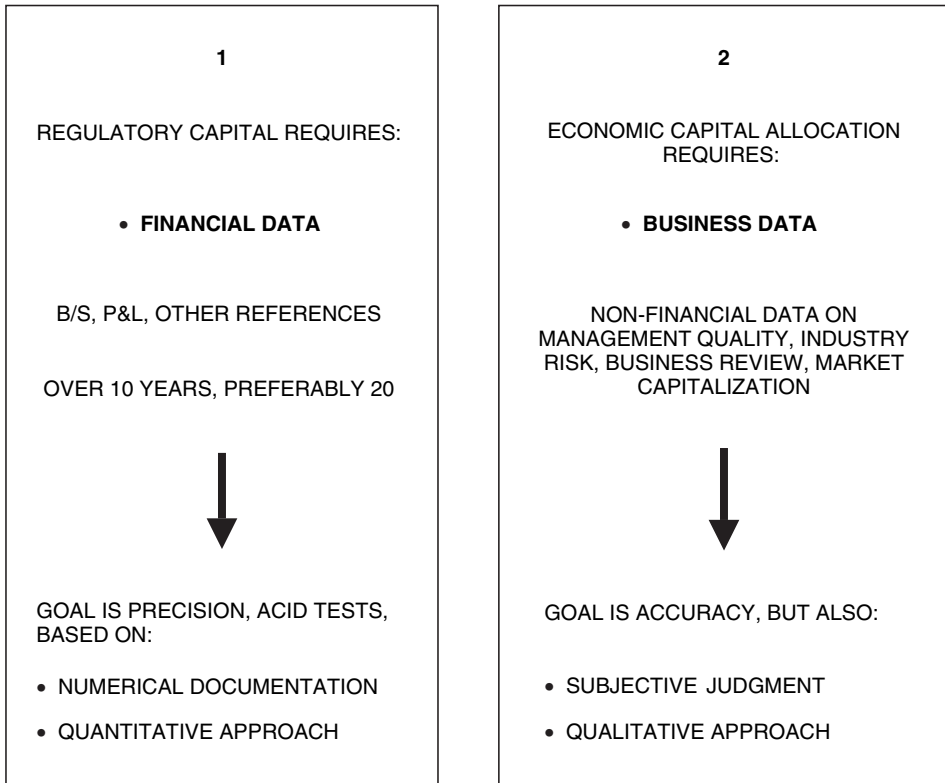 1
REGULATORY CAPITAL REQUIRES:
• FINANCIAL DATA
B/S, P&L, OTHER REFERENCES
OVER 10 YEARS, PREFERABLY 20
GOAL IS PRECISION, ACID TESTS,
BASED ON:
• NUMERICAL DOCUMENTATION
• QUANTITATIVE APPROACH
2
ECONOMIC CAPITAL ALLOCATION
REQUIRES:
• BUSINESS DATA
NON-FINANCIAL DATA ON
MANAGEMENT QUALITY, INDUSTRY
RISK, BUSINESS REVIEW, MARKET
CAPITALIZATION
GOAL IS ACCURACY, BUT ALSO:
• SUBJECTIVE JUDGMENT
• QUALITATIVE APPROACH